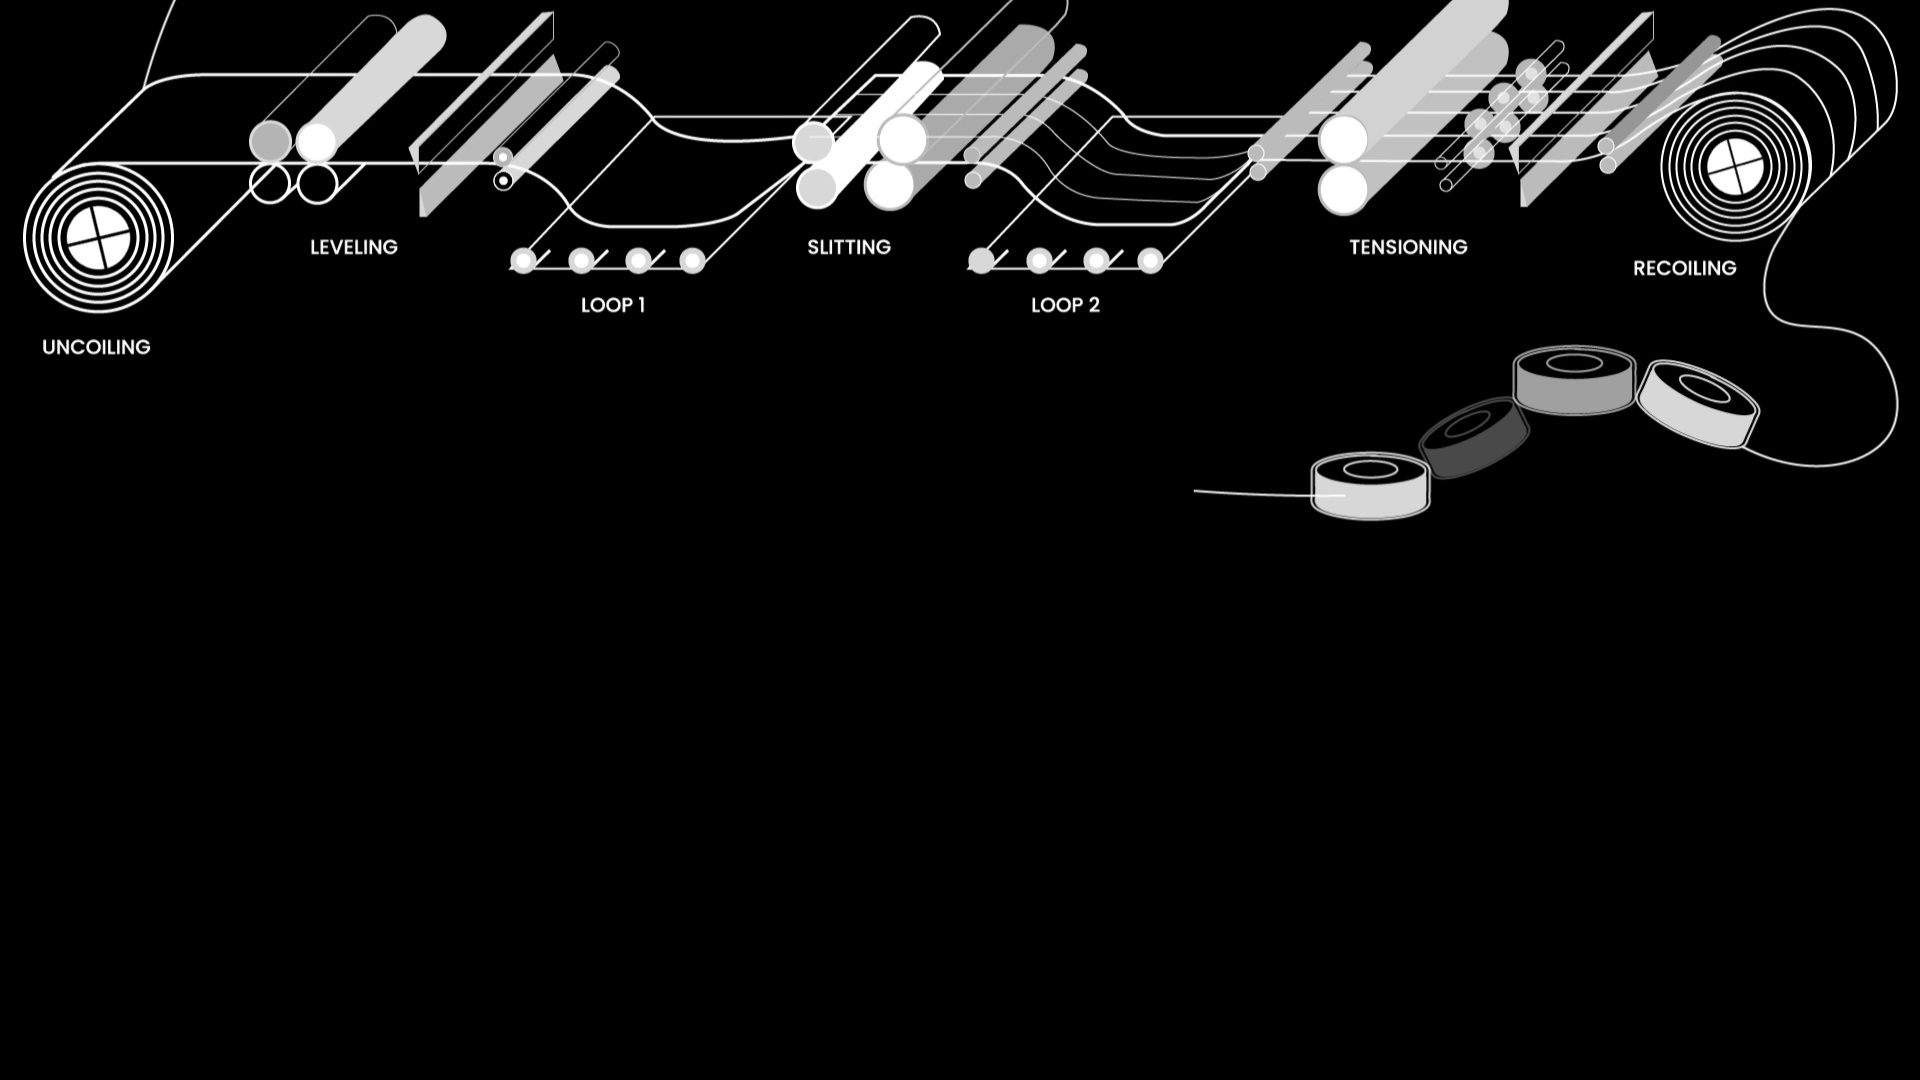 UNCOILING
LEVELING
LOOP 1
SLITTING
LOOP 2
TENSIONING
RECOILING